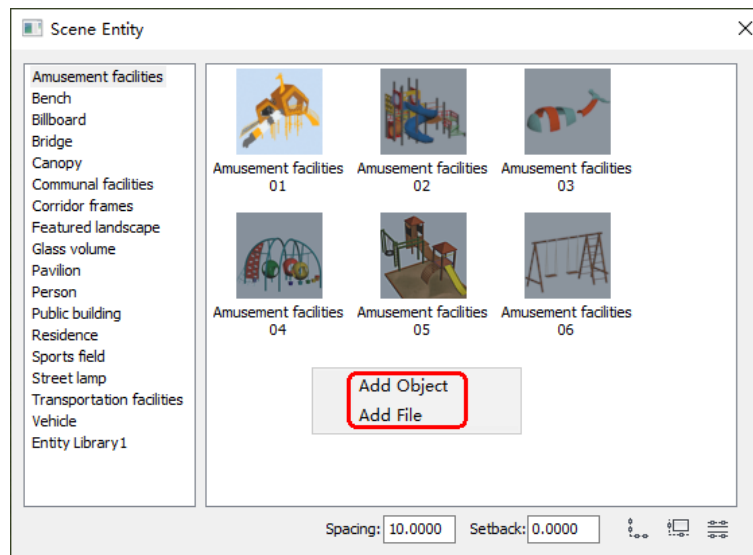 Scene Entity
Amusement facilities
Bench
Billboard
Bridge
Canopy
Communal facilities
Corridor frames
Featured landscape
Glass volume
Pavilion
Person
Public building
Residence
Sports field
Street lamp
Transportation facilities
Vehicle
Entity Library1
Amusement facilities
01
Amusement facilities
02
Amusement facilities
03
Amusement facilities
04
Amusement facilities
05
Amusement facilities
06
Add Object
Add File
Spacing: 10.0000 Setback: 0.0000